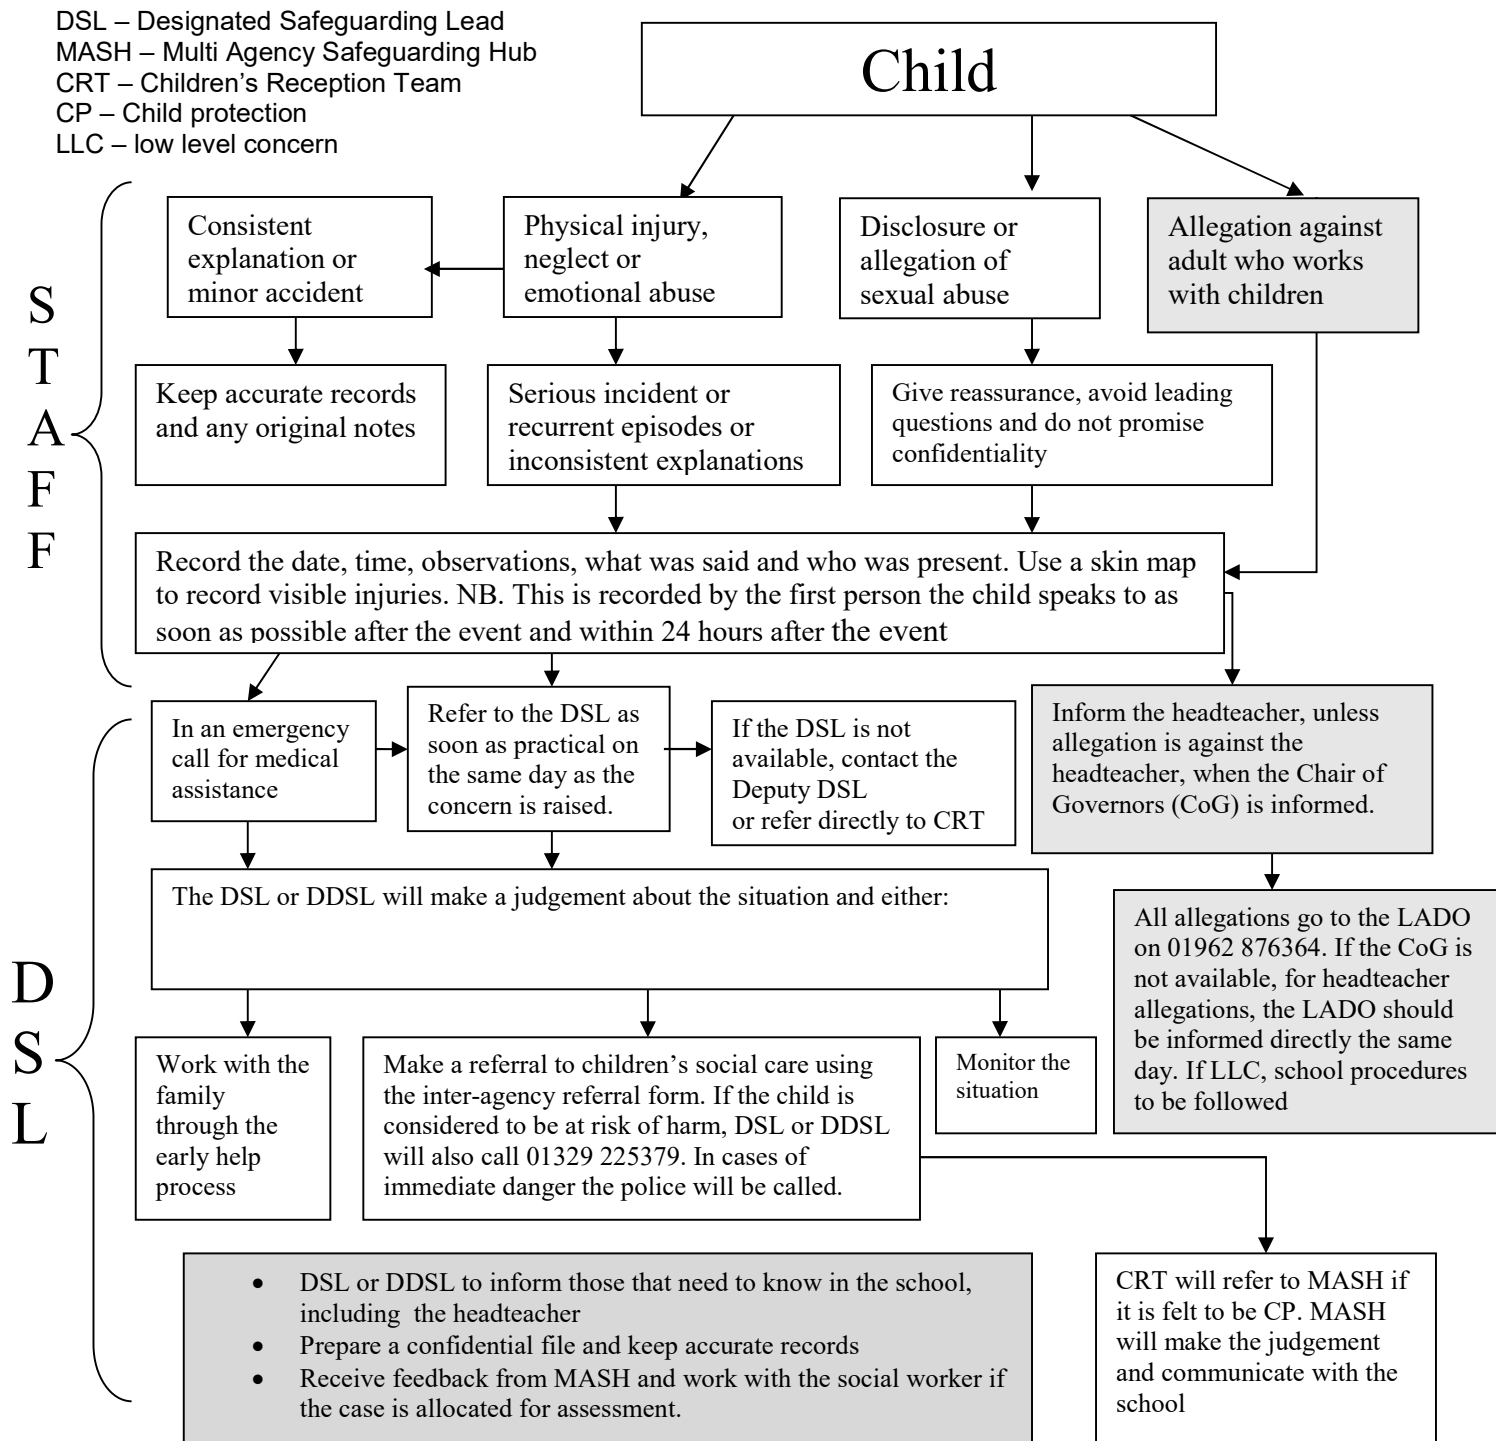 DSL – Designated Safeguarding Lead
MASH – Multi Agency Safeguarding Hub
CRT – Children's Reception Team
CP – Child protection
LLC – low level concern
Child
S
T
A
F
F
Consistent
explanation or
minor accident
Physical injury,
neglect or
emotional abuse
Disclosure or
allegation of
sexual abuse
Allegation against
adult who works
with children
Keep accurate records
and any original notes
Serious incident or
recurrent episodes or
inconsistent explanations
Give reassurance, avoid leading
questions and do not promise
confidentiality
Record the date, time, observations, what was said and who was present. Use a skin map
to record visible injuries. NB. This is recorded by the first person the child speaks to as
soon as possible after the event and within 24 hours after the event
D
S
L
In an emergency
call for medical
assistance
Refer to the DSL as
soon as practical on
the same day as the
concern is raised.
If the DSL is not
available, contact the
Deputy DSL
or refer directly to CRT
Inform the headteacher, unless
allegation is against the
headteacher, when the Chair of
Governors (CoG) is informed.
The DSL or DDSL will make a judgement about the situation and either:
All allegations go to the LADO
on 01962 876364. If the CoG is
not available, for headteacher
allegations, the LADO should
be informed directly the same
day. If LLC, school procedures
to be followed
Work with the
family
through the
early help
process
Make a referral to children's social care using
the inter-agency referral form. If the child is
considered to be at risk of harm, DSL or DDSL
will also call 01329 225379. In cases of
immediate danger the police will be called.
Monitor the
situation
• DSL or DDSL to inform those that need to know in the school,
including the headteacher
• Prepare a confidential file and keep accurate records
• Receive feedback from MASH and work with the social worker if
the case is allocated for assessment.
CRT will refer to MASH if
it is felt to be CP. MASH
will make the judgement
and communicate with the
school